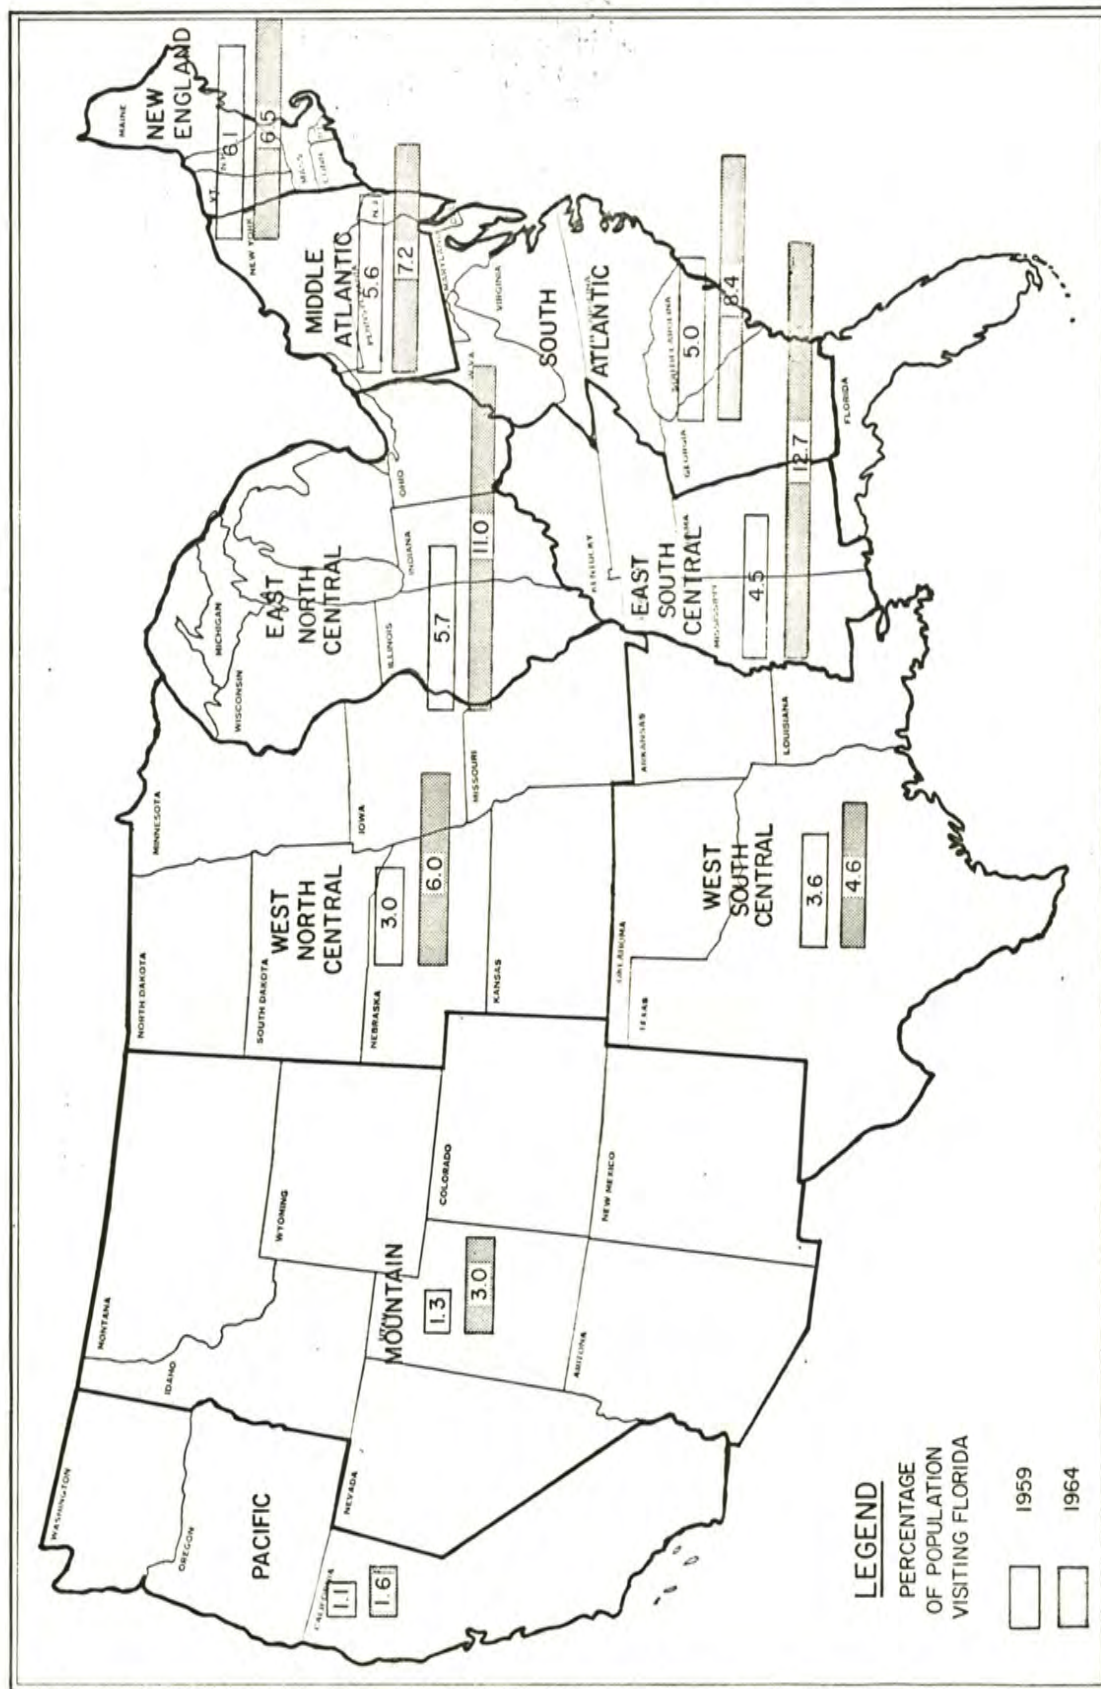 WASHINGTON
OREGON
PACIFIC
CALIFORNIA
1.1
1.6
MONTANA
IDAHO
NEVADA
WYOMING
UTAH
MOUNTAIN
1.3
3.0
COLORADO
ARIZONA
NEW MEXICO
NORTH DAKOTA
SOUTH DAKOTA
MINNESOTA
WEST
NORTH
CENTRAL
NEBRASKA
IOWA
3.0
6.0
KANSAS
MISSOURI
OKLAHOMA
TEXAS
WEST
SOUTH
CENTRAL
3.6
4.6
ARKANSAS
LOUISIANA
WISCONSIN
MICHIGAN
EAST
NORTH
CENTRAL
ILLINOIS
INDIANA
OHIO
5.7
11.0
KENTUCKY
EAST
SOUTH
CENTRAL
MISSISSIPPI
4.5
12.7
MAINE
NEW
ENGLAND
VT.
6.1
6.5
MASS
CONN
NEW YORK
MIDDLE
ATLANTIC
N.J.
5.6
7.2
MARYLAND
W.VA
VIRGINIA
SOUTH
ATLANTIC
SOUTH CAROLINA
5.0
8.4
GEORGIA
FLORIDA
LEGEND
PERCENTAGE
OF POPULATION
VISITING FLORIDA
1959
1964